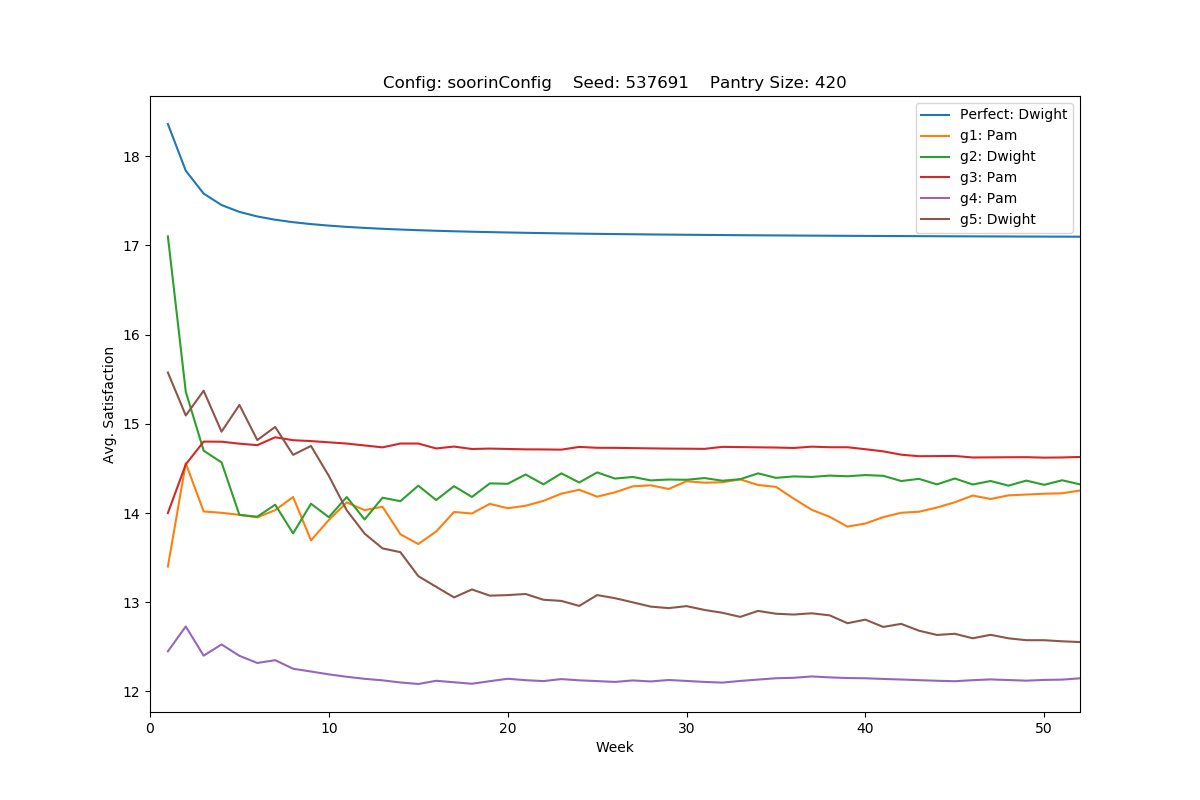 Config: soorinConfig    Seed: 537691    Pantry Size: 420
Perfect: Dwight
g1: Pam
g2: Dwight
g3: Pam
g4: Pam
g5: Dwight
18
17
16
15
14
13
12
Avg. Satisfaction
0 10 20 30 40 50
Week